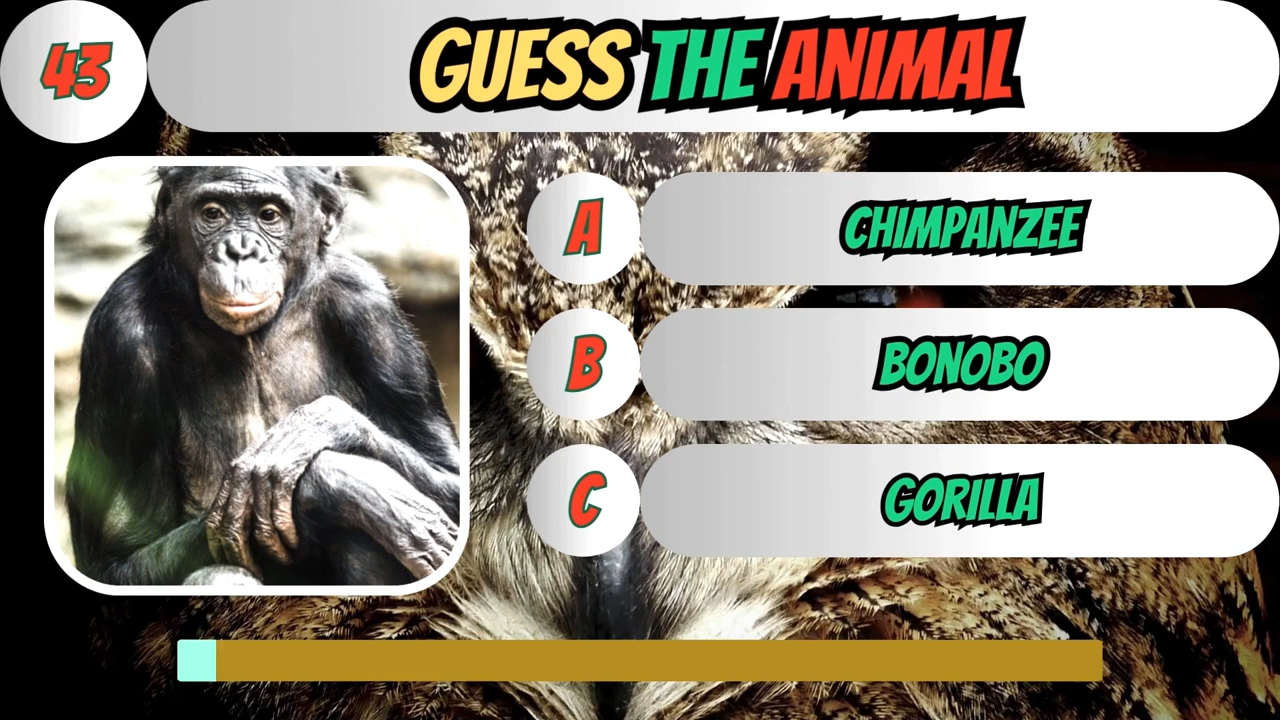 43
GUESS THE ANIMAL
A
CHIMPANZEE
B
BONOBO
C
GORILLA